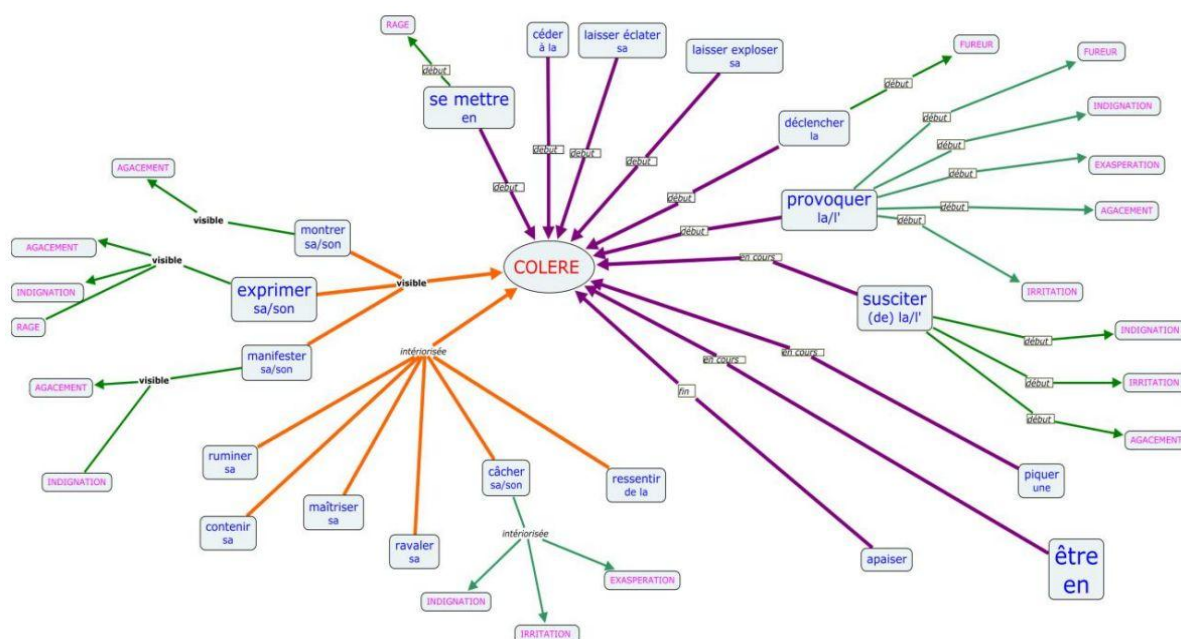 RAGE
début
se mettre
en
début
céder
à la
début
laisser éclater
sa
début
laisser exploser
sa
début
déclencher
la
début
FUREUR
début
provoquer
la/l'
début
début
FUREUR
début
INDIGNATION
début
EXASPERATION
début
AGACEMENT
début
IRRITATION
AGACEMENT
visible
montrer
sa/son
AGACEMENT
visible
INDIGNATION
RAGE
exprimer
sa/son
visible
COLERE
en cours
susciter
(de) la/l'
début
INDIGNATION
début
IRRITATION
début
AGACEMENT
manifester
sa/son
visible
AGACEMENT
INDIGNATION
intériorisée
ruminer
sa
contenir
sa
maîtriser
sa
ravaler
sa
câcher
sa/son
ressentir
de la
intériorisée
INDIGNATION
IRRITATION
EXASPERATION
fin
apaiser
en cours
être
en
en cours
piquer
une